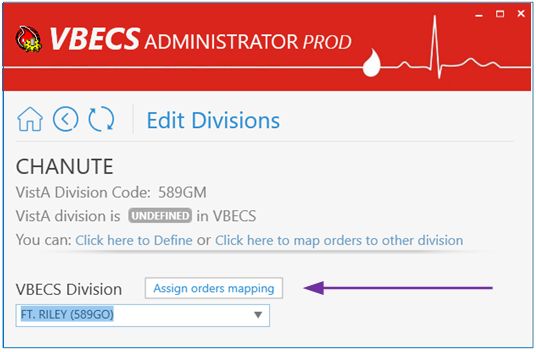 VBECS ADMINISTRATOR PROD
Edit Divisions
CHANUTE
VistA Division Code: 589GM
VistA division is UNDEFINED in VBECS
You can: Click here to Define or Click here to map orders to other division
VBECS Division Assign orders mapping
FT. RILEY (589GO)